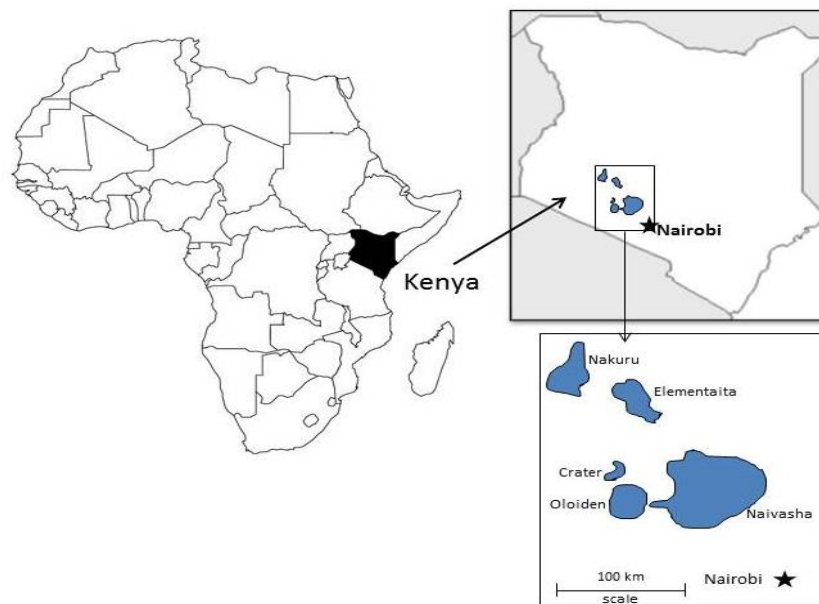 Nairobi
Kenya
Nakuru
Elementaita
Crater
Oloiden
Naivasha
100 km
scale
Nairobi